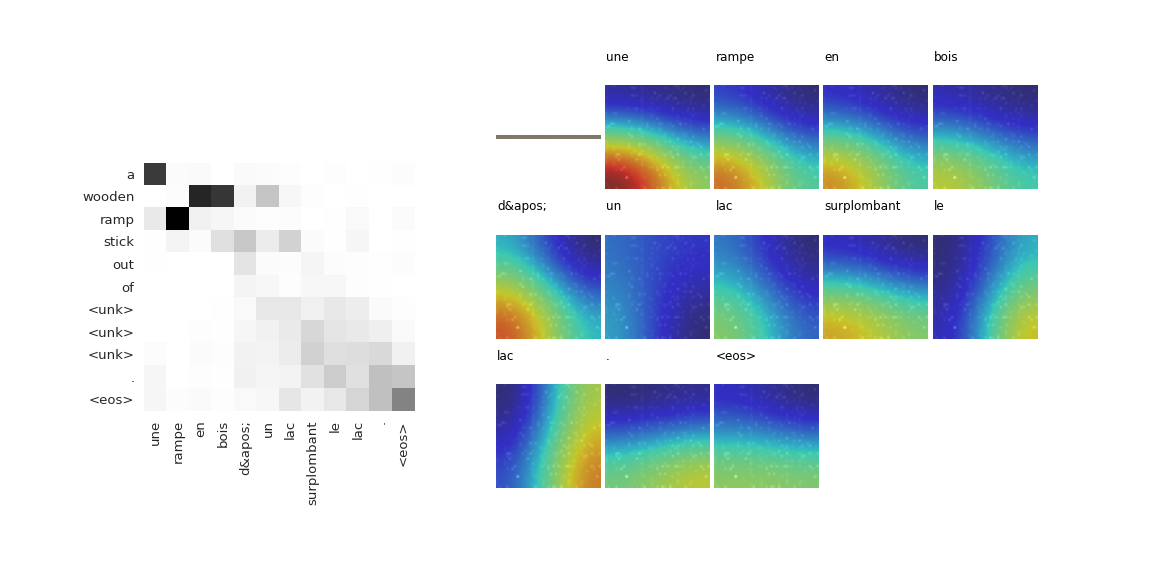 a
wooden
ramp
stick
out
of
<unk>
<unk>
<unk>
.
<eos>
une
rampe
en
bois
d&apos;
un
lac
surplombant
le
lac
.
<eos>
une rampe en bois
d&apos; un lac surplombant le
lac . <eos>